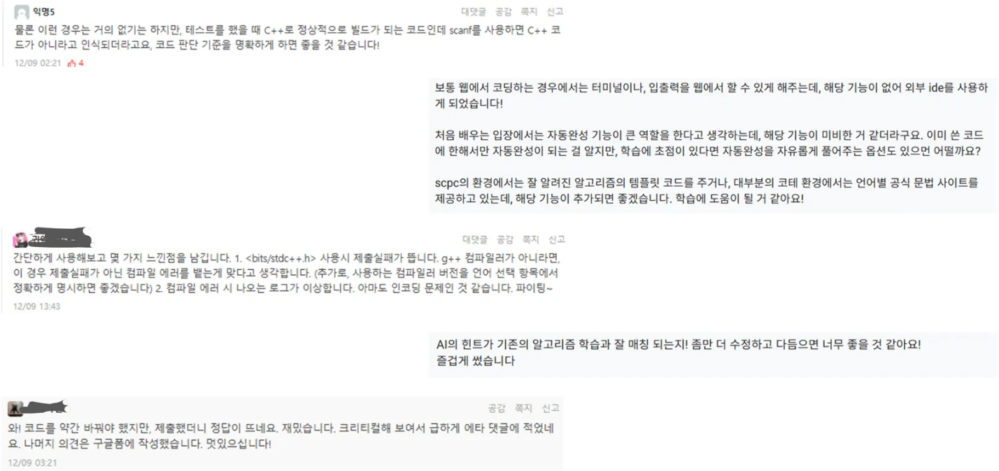 익명5
대댓글 공감 쪽지 신고
물론 이런 경우는 거의 없기는 하지만, 테스트를 했을 때 C++로 정상적으로 빌드가 되는 코드인데 scanf를 사용하면 C++ 코
드가 아니라고 인식되더라고요, 코드 판단 기준을 명확하게 하면 좋을 것 같습니다!
12/09 02:21 4
보통 웹에서 코딩하는 경우에서는 터미널이나, 입출력을 웹에서 할 수 있게 해주는데, 해당 기능이 없어 외부 ide를 사용하
게 되었습니다!
처음 배우는 입장에서는 자동완성 기능이 큰 역할을 한다고 생각하는데, 해당 기능이 미비한 거 같더라구요. 이미 쓴 코드
에 한해서만 자동완성이 되는 걸 알지만, 학습에 초점이 있다면 자동완성을 자유롭게 풀어주는 옵션도 있으먼 어떨까요?
scpc의 환경에서는 잘 알려진 알고리즘의 템플릿 코드를 주거나, 대부분의 코테 환경에서는 언어별 공식 문법 사이트를
제공하고 있는데, 해당 기능이 추가되면 좋겠습니다. 학습에 도움이 될 거 같아요!
대댓글 공감 쪽지 신고
간단하게 사용해보고 몇 가지 느낀점을 남깁니다. 1. <bits/stdc++.h> 사용시 제출실패가 뜹니다. g++ 컴파일러가 아니라면,
이 경우 제출실패가 아닌 컴파일 에러를 뱉는게 맞다고 생각합니다. (추가로, 사용하는 컴파일러 버전을 언어 선택 항목에서
정확하게 명시하면 좋겠습니다) 2. 컴파일 에러 시 나오는 로그가 이상합니다. 아마도 인코딩 문제인 것 같습니다. 파이팅~
12/09 13:43
AI의 힌트가 기존의 알고리즘 학습과 잘 매칭 되는지! 좀만 더 수정하고 다듬으면 너무 좋을 것 같아요!
즐겁게 썼습니다
공감 쪽지 신고
와! 코드를 약간 바꿔야 했지만, 제출했더니 정답이 뜨네요. 재밌습니다. 크리티컬해 보여서 급하게 에타 댓글에 적었네
요. 나머지 의견은 구글폼에 작성했습니다. 멋있으십니다!
12/09 03:21